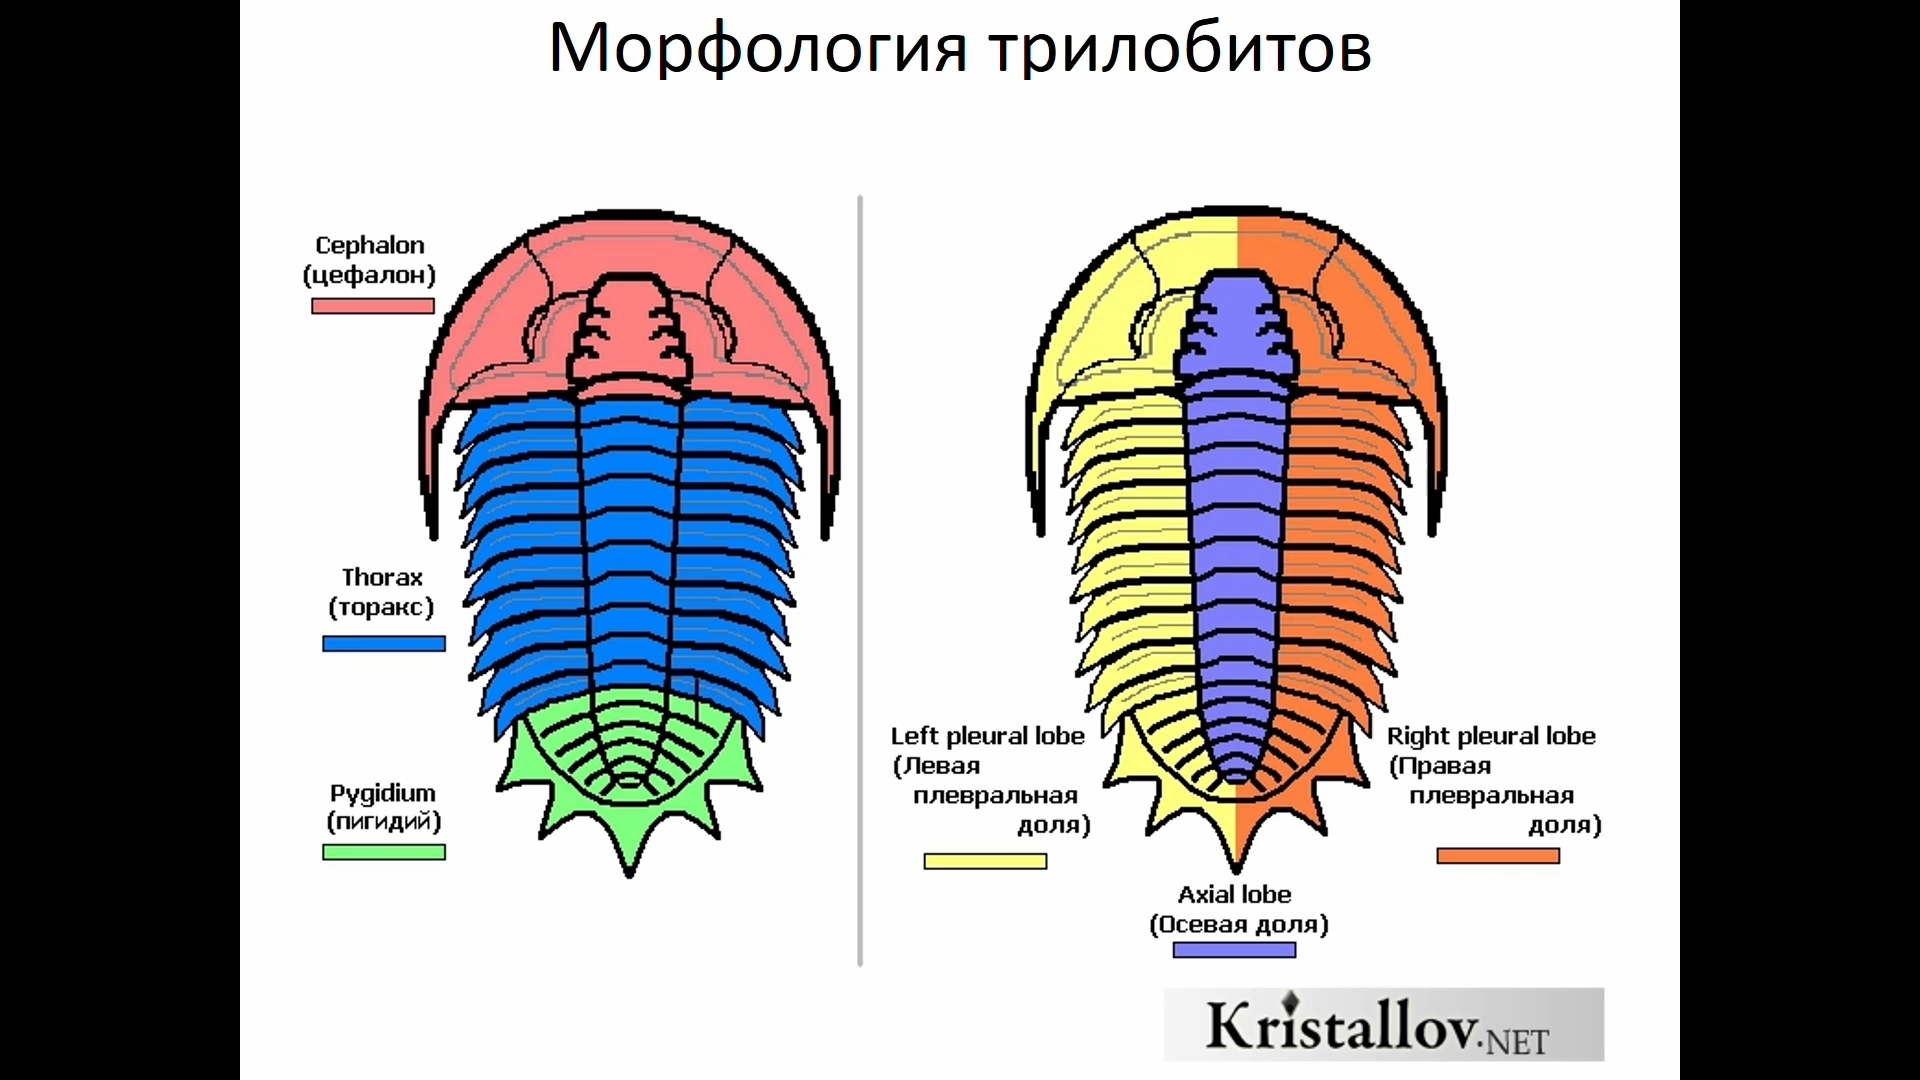 Морфология трилобитов
Cephalon
(цефалон)
Thorax
(торакс)
Pygidium
(пигидий)
Left pleural lobe
(Левая
плевральная
доля)
Right pleural lobe
(Правая
плевральная
доля)
Axial lobe
(Осевая доля)
Kristallov.NET